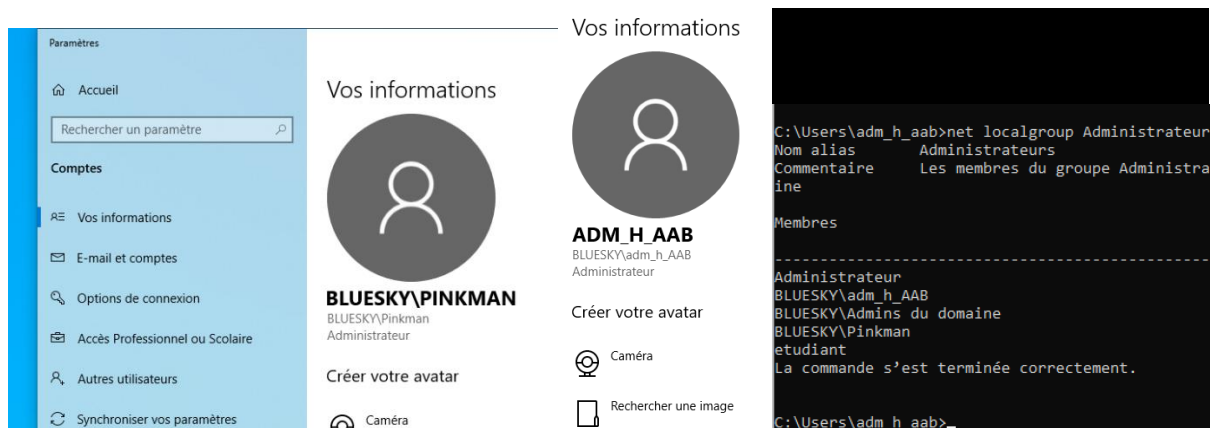 Paramètres
Accueil
Rechercher un paramètre
Comptes
Vos informations
E-mail et comptes
Options de connexion
Accès Professionnel ou Scolaire
Autres utilisateurs
Synchroniser vos paramètres
Vos informations
BLUESKY\PINKMAN
BLUESKY\Pinkman
Administrateur
Créer votre avatar
Caméra
Vos informations
ADM_H_AAB
BLUESKY\adm_h_AAB
Administrateur
Créer votre avatar
Caméra
Rechercher une image
C:\Users\adm_h_aab>net localgroup Administrateur
Nom alias Administrateurs
Commentaire Les membres du groupe Administra
ine
Membres
-------------------------------------------------
Administrateur
BLUESKY\adm_h_AAB
BLUESKY\Admins du domaine
BLUESKY\Pinkman
etudiant
La commande s’est terminée correctement.
C:\Users\adm_h_aab>_